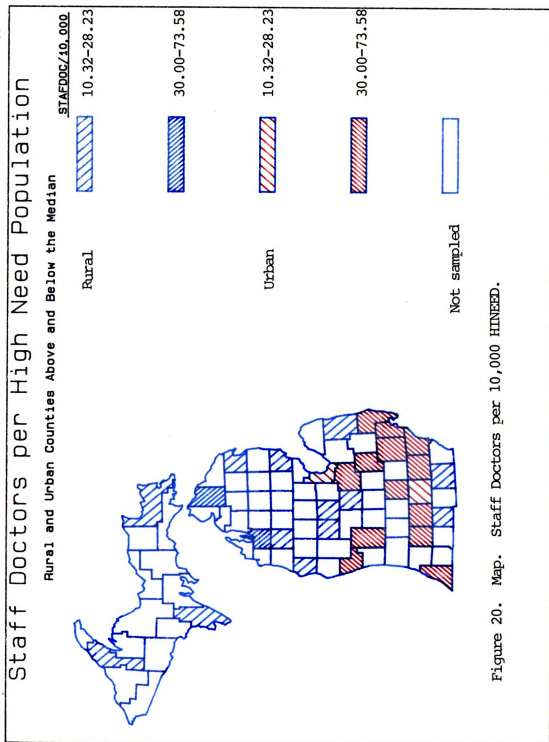 Staff Doctors per High Need Population
Rural and Urban Counties Above and Below the Median
STAFDOC/10,000
Rural
10.32-28.23
30.00-73.58
Urban
10.32-28.23
30.00-73.58
Not sampled
Figure 20. Map. Staff Doctors per 10,000 HINEED.